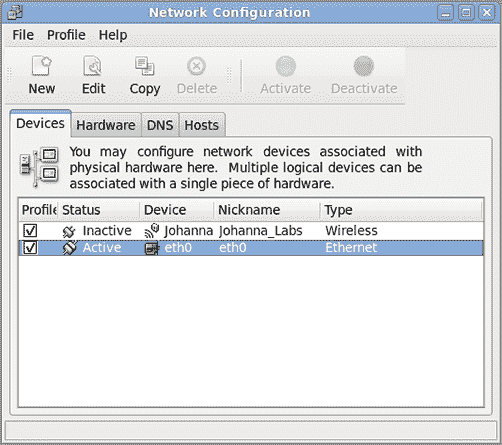 Network Configuration
File Profile Help
New Edit Copy Delete Activate Deactivate
Devices Hardware DNS Hosts
You may configure network devices associated with
physical hardware here. Multiple logical devices can be
associated with a single piece of hardware.
Profile Status Device Nickname Type
Inactive Johanna Johanna_Labs Wireless
Active eth0 eth0 Ethernet